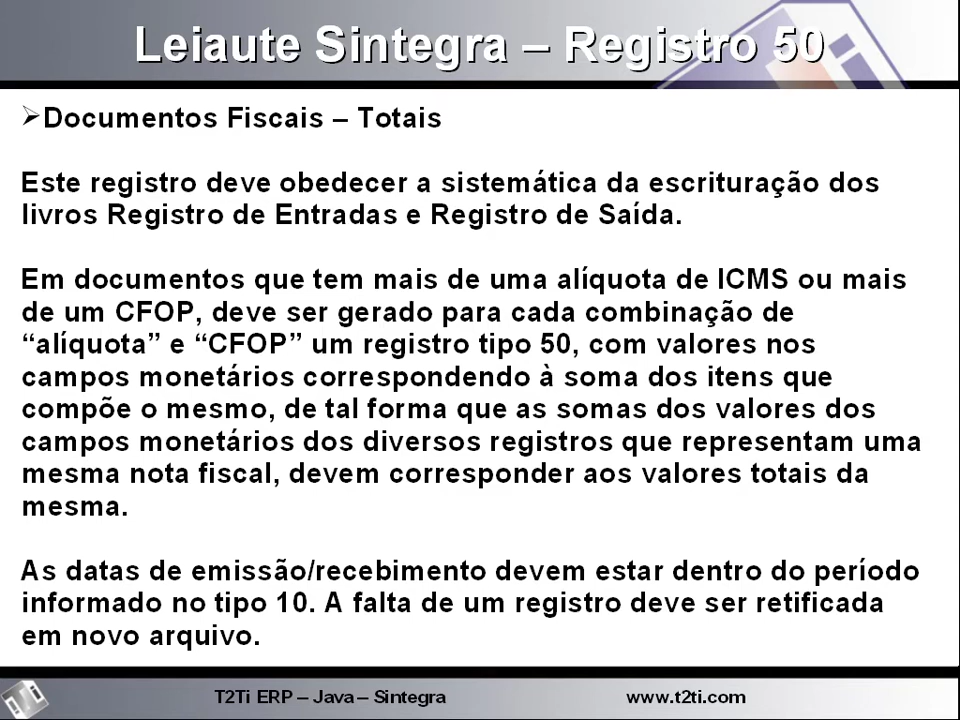 Leiaute Sintegra – Registro 50
➢Documentos Fiscais – Totais
Este registro deve obedecer a sistemática da escrituração dos
livros Registro de Entradas e Registro de Saída.
Em documentos que tem mais de uma alíquota de ICMS ou mais
de um CFOP, deve ser gerado para cada combinação de
“alíquota” e “CFOP” um registro tipo 50, com valores nos
campos monetários correspondendo à soma dos itens que
compõe o mesmo, de tal forma que as somas dos valores dos
campos monetários dos diversos registros que representam uma
mesma nota fiscal, devem corresponder aos valores totais da
mesma.
As datas de emissão/recebimento devem estar dentro do período
informado no tipo 10. A falta de um registro deve ser retificada
em novo arquivo.
T2Ti ERP – Java – Sintegra www.t2ti.com